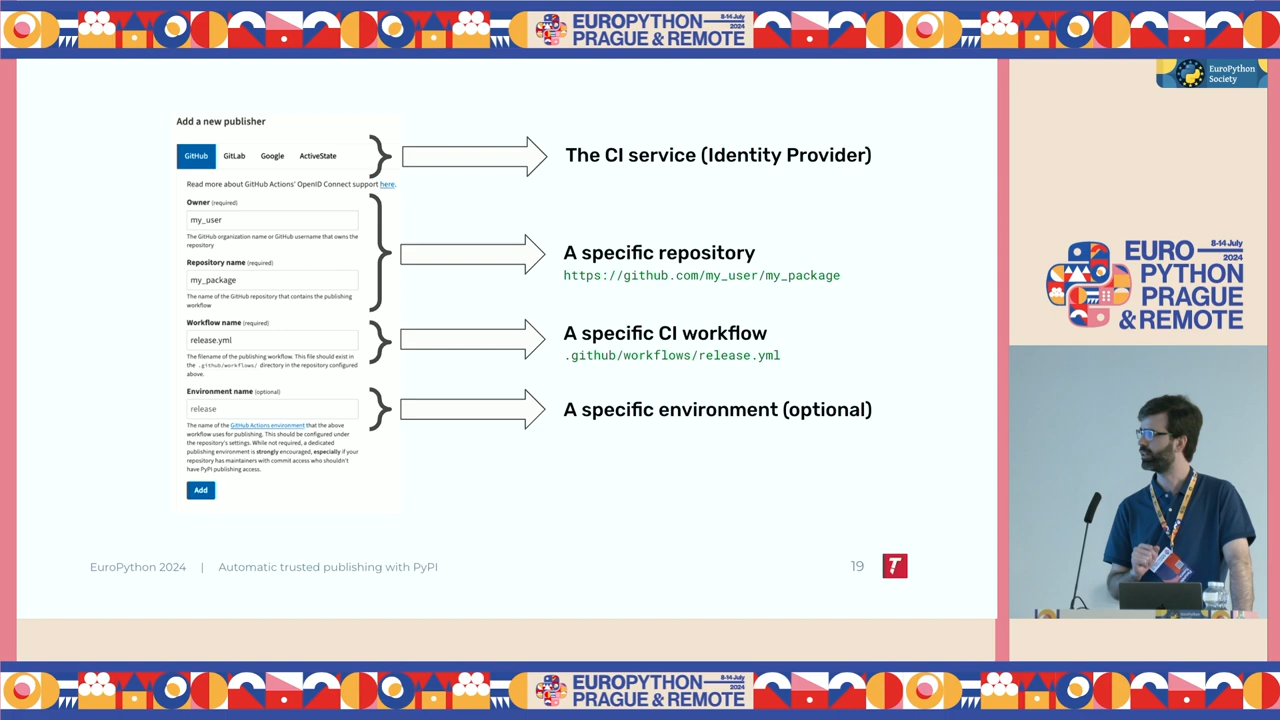 EUROPYTHON
8-14 July
2024
PRAGUE & REMOTE
EuroPython
Society
Add a new publisher
GitHub
GitLab
Google
ActiveState
Read more about GitHub Actions' OpenID Connect support here.
Owner (required)
my_user
The GitHub organization name or GitHub username that owns the
repository
Repository name (required)
my_package
The name of the GitHub repository that contains the publishing
workflow
Workflow name (required)
release.yml
The filename of the publishing workflow. This file should exist in
the .github/workflows/ directory in the repository configured
above.
Environment name (optional)
release
The name of the GitHub Actions environment that the above
workflow uses for publishing. This should be configured under
the repository's settings. While not required, a dedicated
publishing environment is strongly encouraged, especially if your
repository has maintainers with commit access who shouldn't
have PyPI publishing access.
Add
The CI service (Identity Provider)
A specific repository
https://github.com/my_user/my_package
A specific CI workflow
.github/workflows/release.yml
A specific environment (optional)
EuroPython 2024 | Automatic trusted publishing with PyPI
19
T
EURO
8-14 July
2024
PYTHON
PRAGUE
& REMOTE
EUROPYTHON
8-14 July
2024
PRAGUE & REMOTE